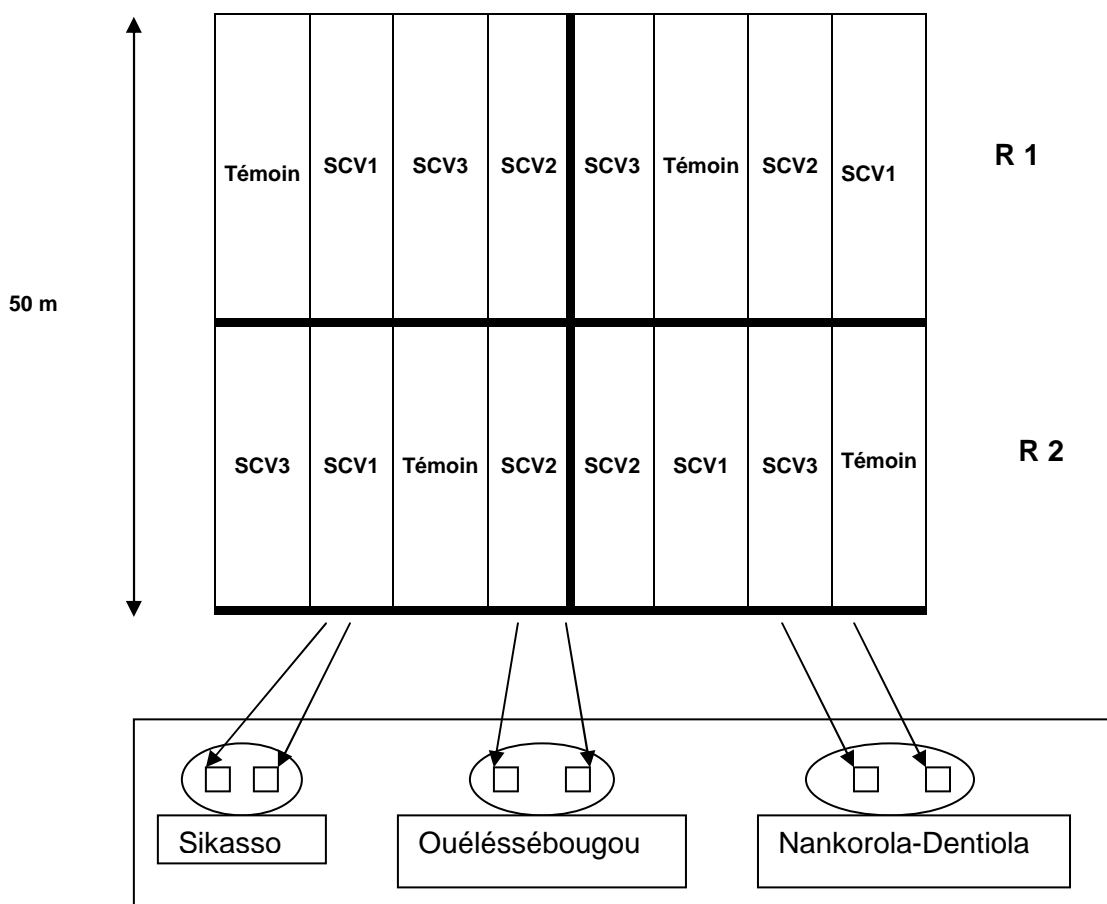 Témoin SCV1 SCV3 SCV2 SCV3 Témoin SCV2 SCV1 R 1
50 m
SCV3 SCV1 Témoin SCV2 SCV2 SCV1 SCV3 Témoin R 2
Sikasso Ouéléssébougou Nankorola-Dentiola